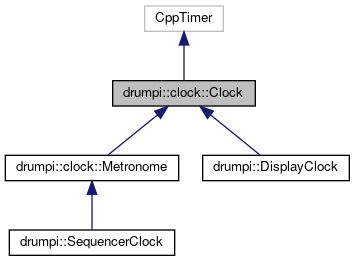 CppTimer
drumpi::clock::Clock
drumpi::clock::Metronome
drumpi::DisplayClock
drumpi::SequencerClock